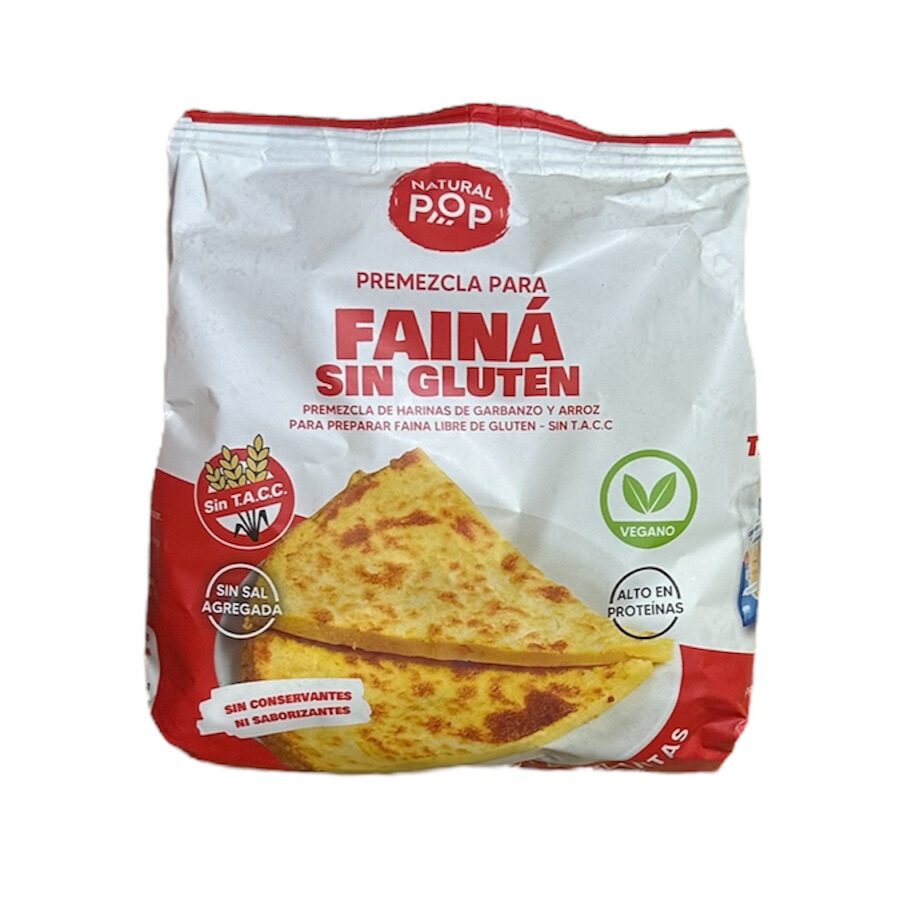 NATURAL
POP
PREMEZCLA PARA
FAINÁ
SIN GLUTEN
PREMEZCLA DE HARINAS DE GARBANZO Y ARROZ
PARA PREPARAR FAINA LIBRE DE GLUTEN - SIN T.A.C.C
Sin T.A.C.C.
VEGANO
SIN SAL
AGREGADA
ALTO EN
PROTEÍNAS
SIN CONSERVANTES
NI SABORIZANTES